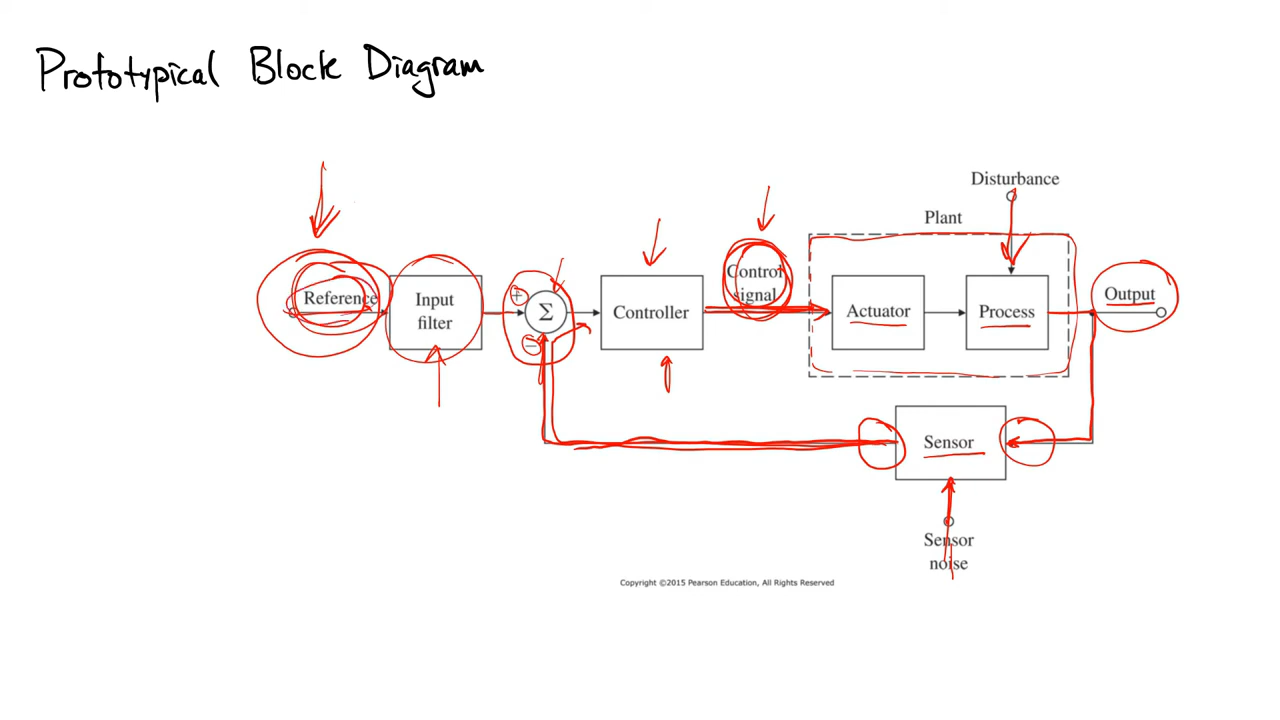 Prototypical Block Diagram
Disturbance
Plant
Reference
Input
filter
+
Σ
−
Controller
Control
signal
Actuator
Process
Output
Sensor
Sensor
noise
Copyright ©2015 Pearson Education, All Rights Reserved